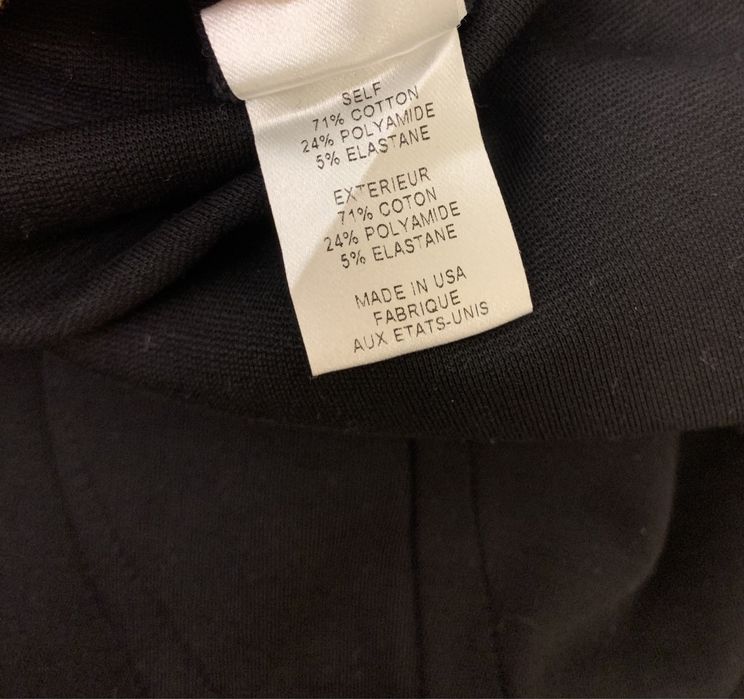 SELF
71% COTTON
24% POLYAMIDE
5% ELASTANE
EXTERIEUR
71% COTON
24% POLYAMIDE
5% ELASTANE
MADE IN USA
FABRIQUE
AUX ETATS-UNIS